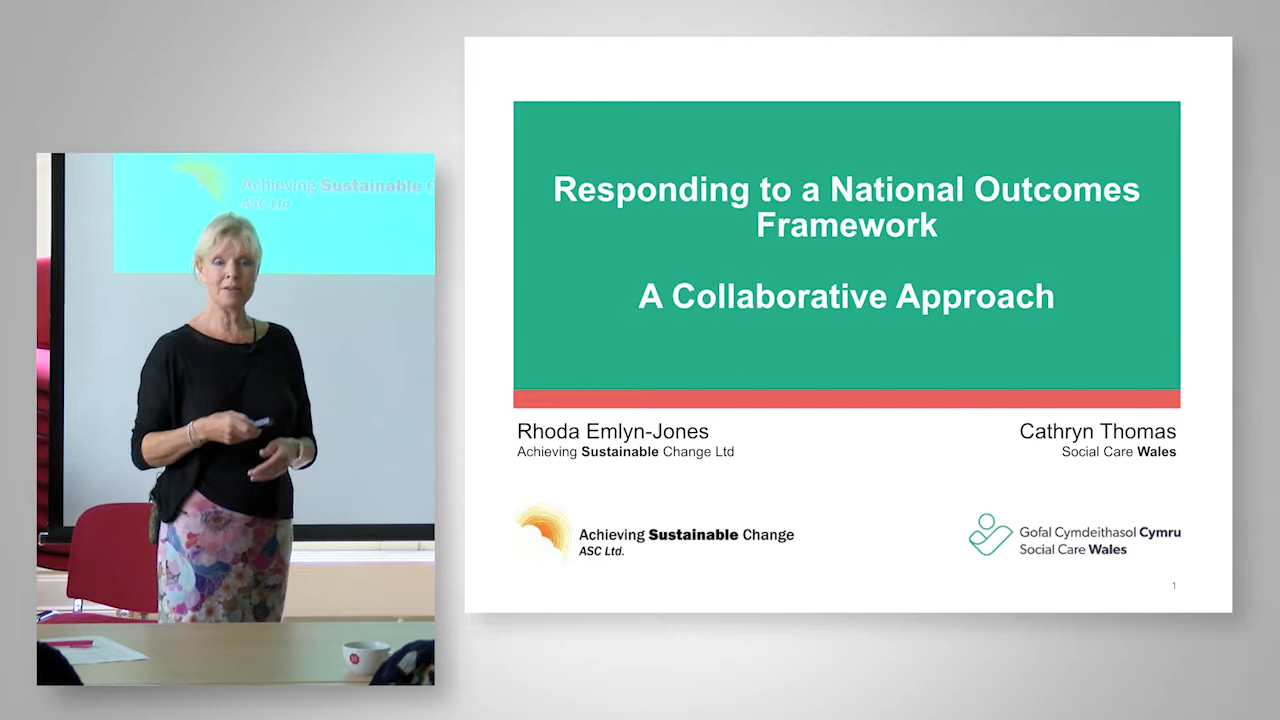 Achieving Sustainable C
ASC Ltd.
Responding to a National Outcomes
Framework
A Collaborative Approach
Rhoda Emlyn-Jones
Achieving Sustainable Change Ltd
Cathryn Thomas
Social Care Wales
Achieving Sustainable Change
ASC Ltd.
Gofal Cymdeithasol Cymru
Social Care Wales
1